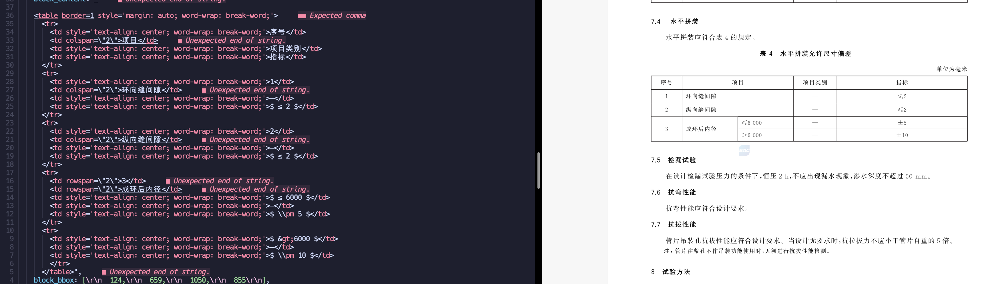 38 block_content: " ■ Unexpected end of string.
37
36 <table border=1 style='margin: auto; word-wrap: break-word;'> ■■ Expected comma
35 <tr>
34 <td style='text-align: center; word-wrap: break-word;'>序号</td>
33 <td colspan=\"2\">项目</td> ■ Unexpected end of string.
32 <td style='text-align: center; word-wrap: break-word;'>项目类别</td>
31 <td style='text-align: center; word-wrap: break-word;'>指标</td>
30 </tr>
29 <tr>
28 <td style='text-align: center; word-wrap: break-word;'>1</td>
27 <td colspan=\"2\">环向缝间隙</td> ■ Unexpected end of string.
26 <td style='text-align: center; word-wrap: break-word;'>—</td>
25 <td style='text-align: center; word-wrap: break-word;'>$ ≤ 2 $</td>
24 </tr>
23 <tr>
22 <td style='text-align: center; word-wrap: break-word;'>2</td>
21 <td colspan=\"2\">纵向缝间隙</td> ■ Unexpected end of string.
20 <td style='text-align: center; word-wrap: break-word;'>—</td>
19 <td style='text-align: center; word-wrap: break-word;'>$ ≤ 2 $</td>
18 </tr>
17 <tr>
16 <td rowspan=\"2\">3</td> ■ Unexpected end of string.
15 <td rowspan=\"2\">成环后内径</td> ■ Unexpected end of string.
14 <td style='text-align: center; word-wrap: break-word;'>$ ≤ 6000 $</td>
13 <td style='text-align: center; word-wrap: break-word;'>—</td>
12 <td style='text-align: center; word-wrap: break-word;'>$ \\pm 5 $</td>
11 </tr>
10 <tr>
9 <td style='text-align: center; word-wrap: break-word;'>$ &gt;6000 $</td>
8 <td style='text-align: center; word-wrap: break-word;'>—</td>
7 <td style='text-align: center; word-wrap: break-word;'>$ \\pm 10 $</td>
6 </tr>
5 </table>", ■ Unexpected end of string.
4 block_bbox: [\r\n 124,\r\n 659,\r\n 1050,\r\n 855\r\n],
7.4 水平拼装
水平拼装应符合表 4 的规定。
表 4 水平拼装允许尺寸偏差
单位为毫米
序号 项目 项目类别 指标
1 环向缝间隙 — ≤2
2 纵向缝间隙 — ≤2
3 成环后内径 ≤6 000 — ±5
>6 000 — ±10
SAC
7.5 检漏试验
在设计检漏试验压力的条件下,恒压 2 h,不应出现漏水现象,渗水深度不超过 50 mm。
7.6 抗弯性能
抗弯性能应符合设计要求。
7.7 抗拔性能
管片吊装孔抗拔性能应符合设计要求。当设计无要求时,抗拉拔力不应小于管片自重的 5 倍。
注:管片注浆孔不作吊装功能使用时,无须进行抗拔性能检测。
8 试验方法